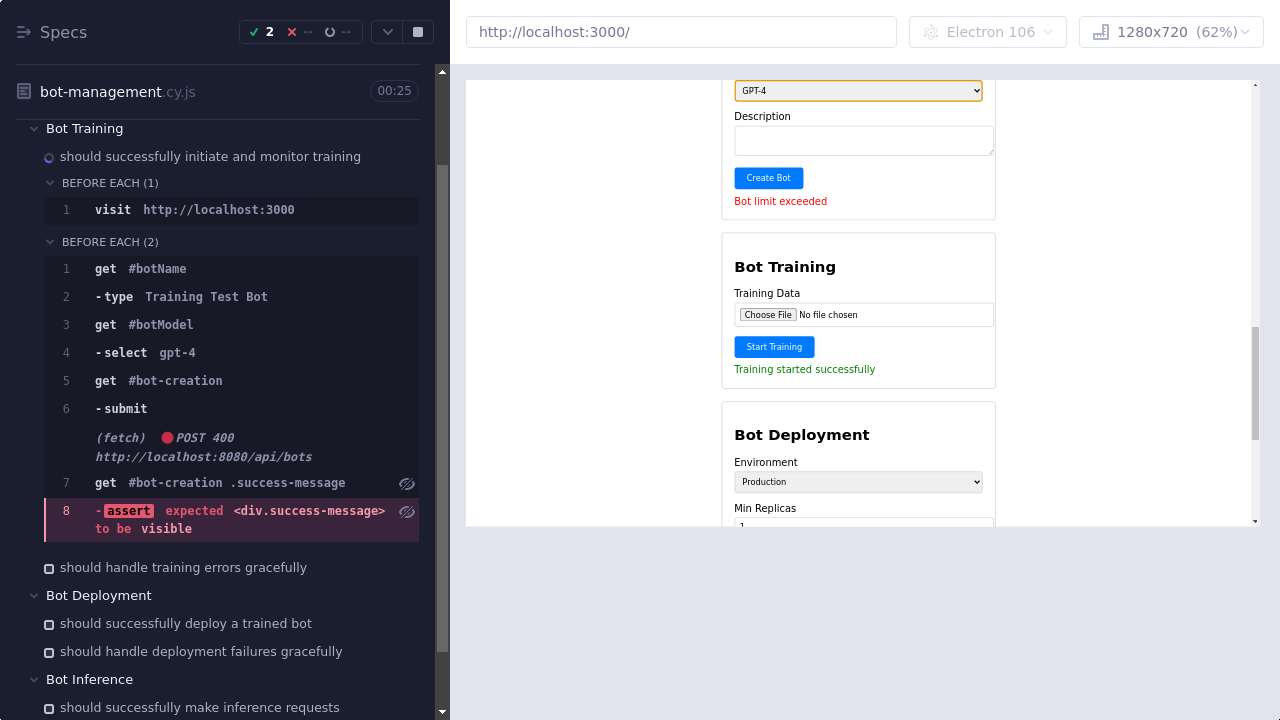 Specs
2
--
--
bot-management.cy.js
00:25
Bot Training
should successfully initiate and monitor training
BEFORE EACH (1)
1 visit http://localhost:3000
BEFORE EACH (2)
1 get #botName
2 -type Training Test Bot
3 get #botModel
4 -select gpt-4
5 get #bot-creation
6 -submit
(fetch) POST 400
http://localhost:8080/api/bots
7 get #bot-creation .success-message
8 -assert expected <div.success-message>
to be visible
should handle training errors gracefully
Bot Deployment
should successfully deploy a trained bot
should handle deployment failures gracefully
Bot Inference
should successfully make inference requests
http://localhost:3000/
Electron 106
1280x720 (62%)
GPT-4
Description
Create Bot
Bot limit exceeded
Bot Training
Training Data
Choose File No file chosen
Start Training
Training started successfully
Bot Deployment
Environment
Production
Min Replicas
1